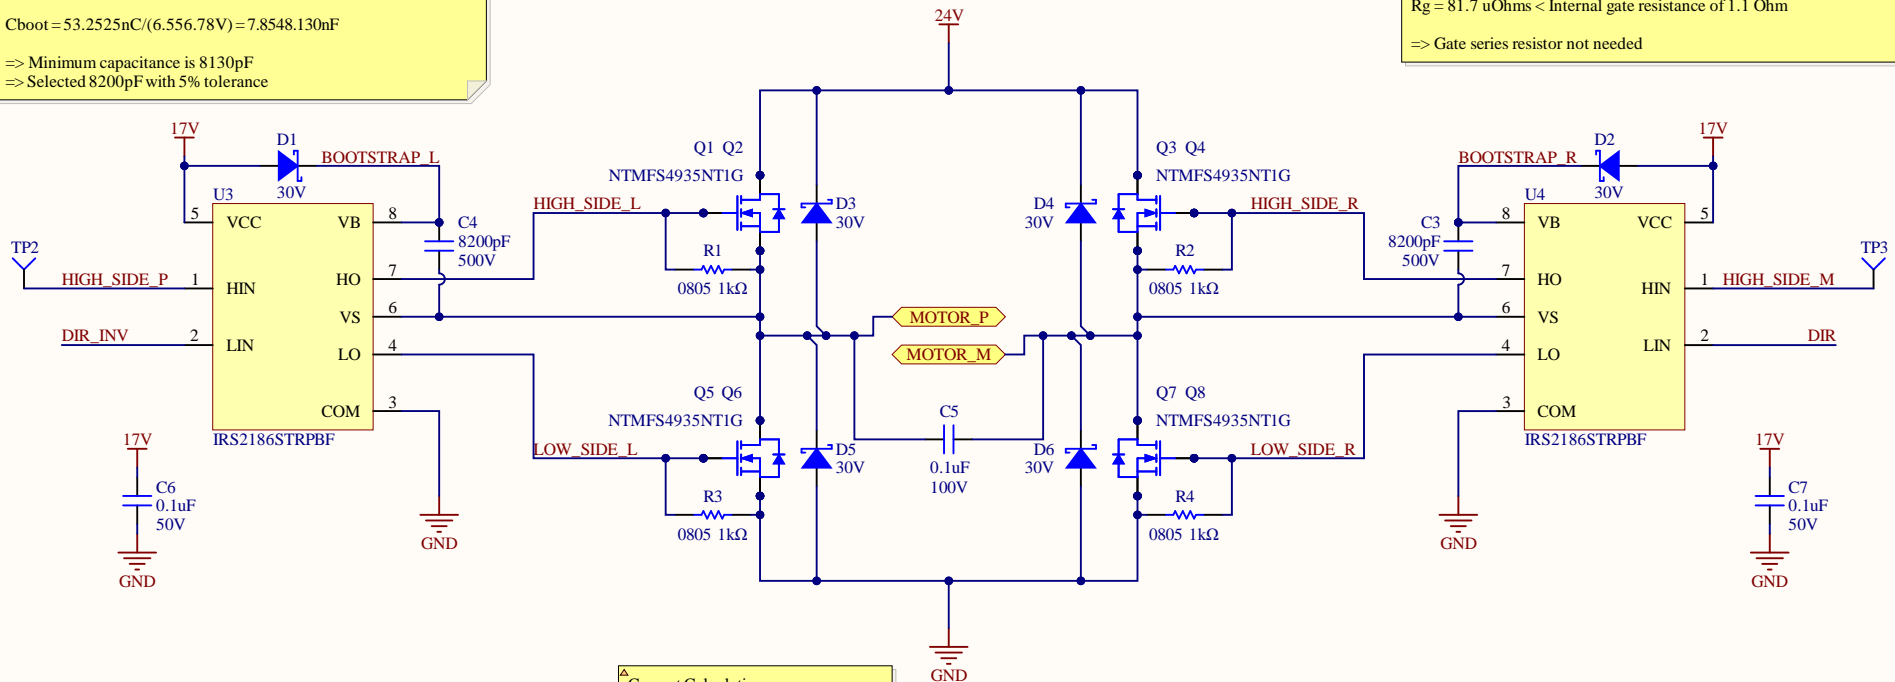 Cboot = 53.2525nC/(6.556.78V) = 7.8548.130nF
=> Minimum capacitance is 8130pF
=> Selected 8200pF with 5% tolerance
Rg = 81.7 uOhms < Internal gate resistance of 1.1 Ohm
=> Gate series resistor not needed
24V
17V
D1
BOOTSTRAP_L
30V
U3
5
VCC
VB
8
C4
8200pF
500V
TP2
HIGH_SIDE_P
1
HIN
HO
7
VS
6
DIR_INV
2
LIN
LO
4
COM
3
IRS2186STRPBF
GND
17V
C6
0.1uF
50V
GND
Q1 Q2
NTMFS4935NT1G
HIGH_SIDE_L
R1
0805 1kΩ
D3
30V
Q3 Q4
NTMFS4935NT1G
D4
30V
HIGH_SIDE_R
R2
0805 1kΩ
MOTOR_P
MOTOR_M
Q5 Q6
NTMFS4935NT1G
LOW_SIDE_L
R3
0805 1kΩ
D5
30V
C5
0.1uF
100V
Q7 Q8
NTMFS4935NT1G
D6
30V
LOW_SIDE_R
R4
0805 1kΩ
GND
17V
D2
BOOTSTRAP_R
30V
U4
C3
8200pF
500V
8
VB
VCC
5
TP3
7
HO
HIN
1
HIGH_SIDE_M
6
VS
4
LO
LIN
2
DIR
3
COM
IRS2186STRPBF
GND
17V
C7
0.1uF
50V
GND